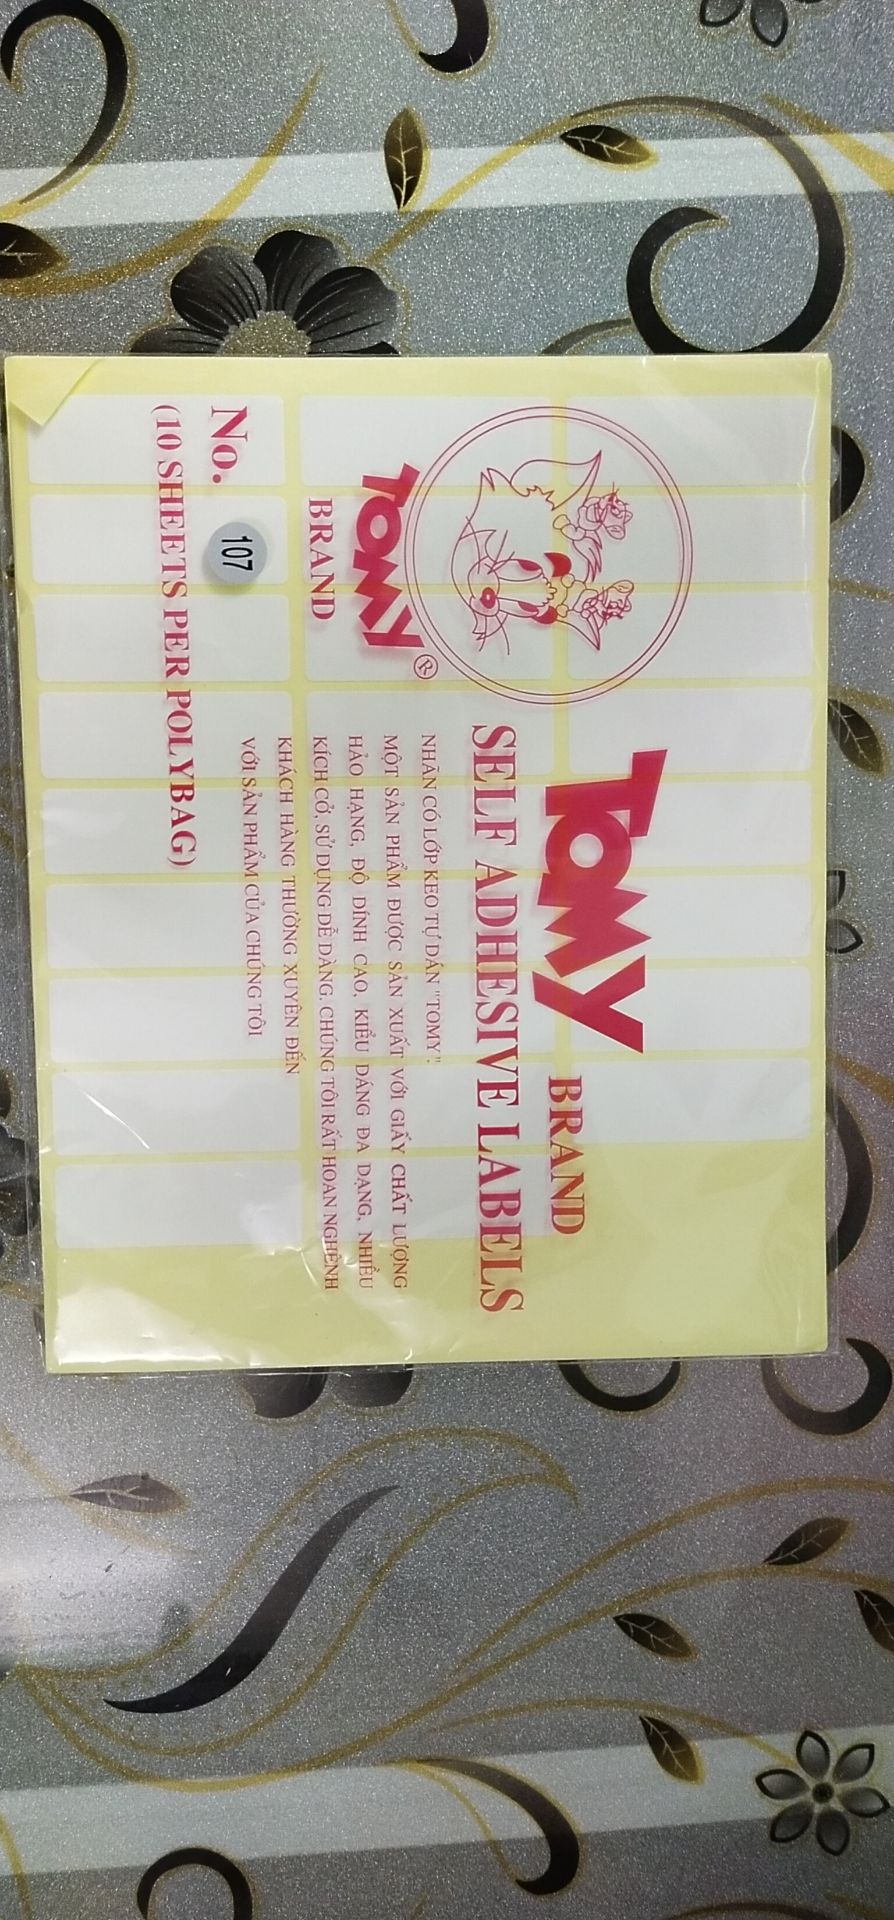 TOMY BRAND
SELF ADHESIVE LABELS
TOMY ®
BRAND
NHÃN CÓ LỚP KEO TỰ DÁN "TOMY":
MỘT SẢN PHẨM ĐƯỢC SẢN XUẤT VỚI GIẤY CHẤT LƯỢNG
HẢO HẠNG, ĐỘ DÍNH CAO, KIỂU DÁNG ĐA DẠNG, NHIỀU
KÍCH CỞ, SỬ DỤNG DỄ DÀNG. CHÚNG TÔI RẤT HOAN NGHÊNH
KHÁCH HÀNG THƯỜNG XUYÊN ĐẾN
VỚI SẢN PHẨM CỦA CHÚNG TÔI
No. 107
(10 SHEETS PER POLYBAG)